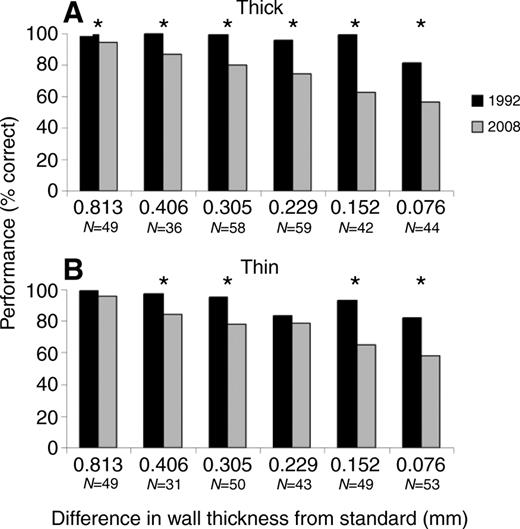 A Thick
* * * * * *
100
80
60
40
20
0
0.813 0.406 0.305 0.229 0.152 0.076
N=49 N=36 N=58 N=59 N=42 N=44
1992
2008
Performance (% correct)
B Thin
* * * *
100
80
60
40
20
0
0.813 0.406 0.305 0.229 0.152 0.076
N=49 N=31 N=50 N=43 N=49 N=53
Difference in wall thickness from standard (mm)